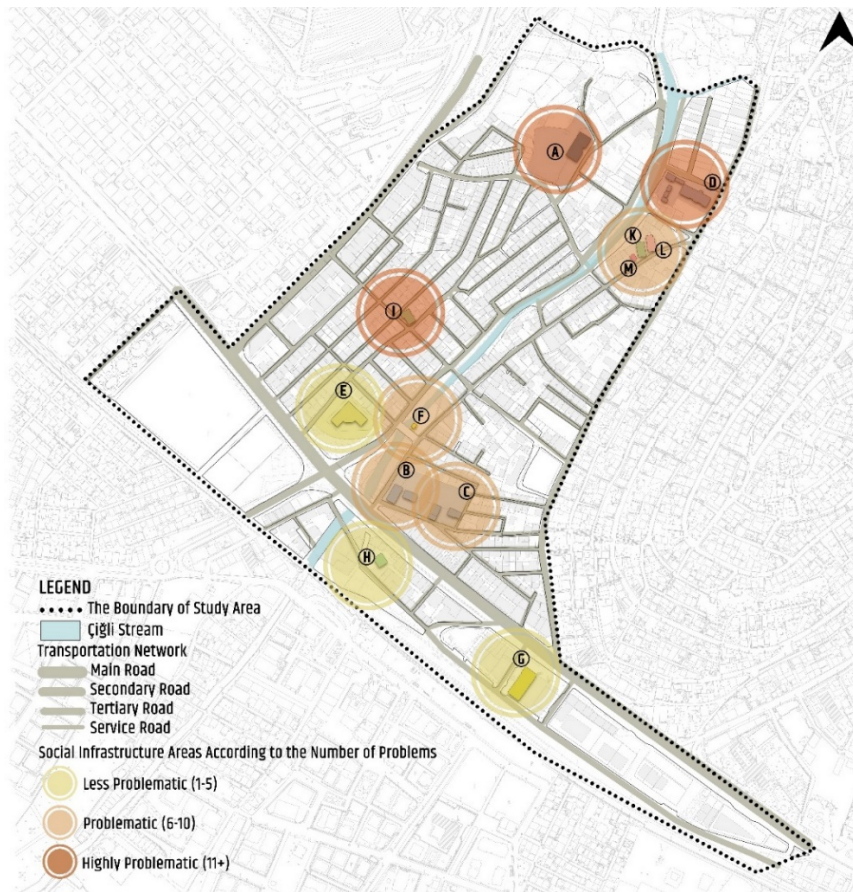 A
D
K
L
M
I
E
F
B
C
H
G
LEGEND
The Boundary of Study Area
Çiğli Stream
Transportation Network
Main Road
Secondary Road
Tertiary Road
Service Road
Social Infrastructure Areas According to the Number of Problems
Less Problematic (1-5)
Problematic (6-10)
Highly Problematic (11+)